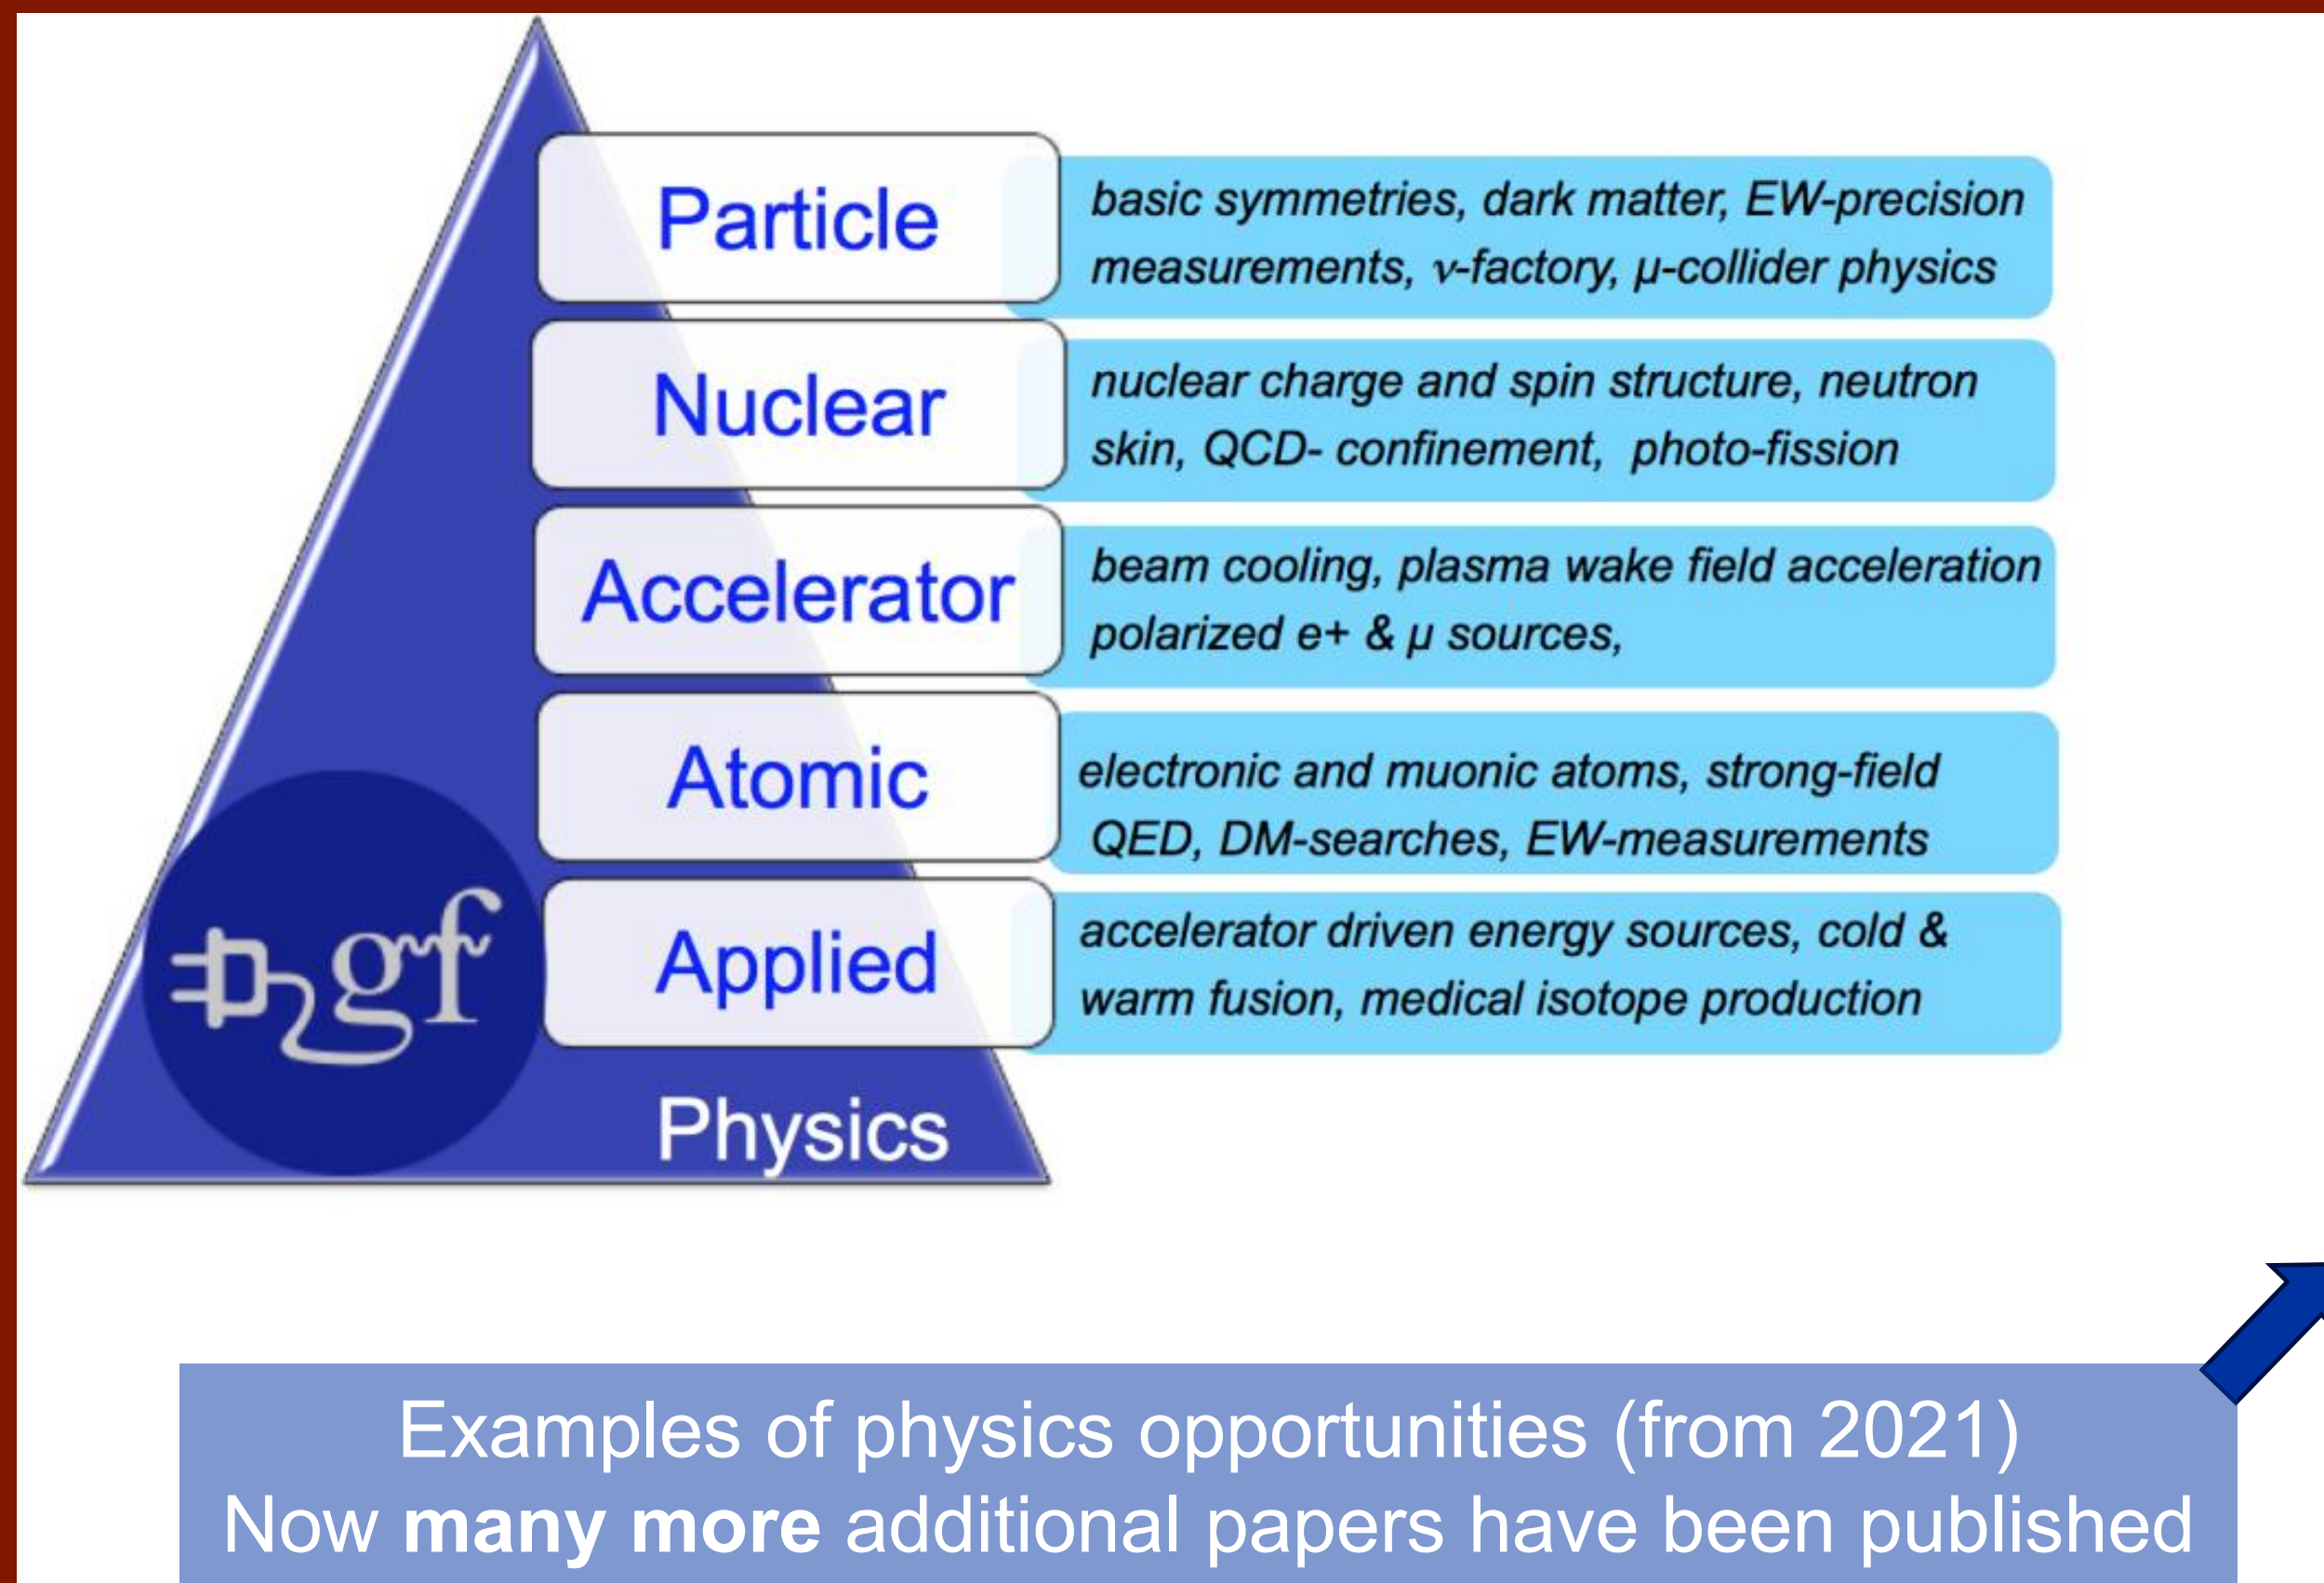 Particle
basic symmetries, dark matter, EW-precision
measurements, ν-factory, μ-collider physics
Nuclear
nuclear charge and spin structure, neutron
skin, QCD- confinement, photo-fission
Accelerator
beam cooling, plasma wake field acceleration
polarized e+ & μ sources,
Atomic
electronic and muonic atoms, strong-field
QED, DM-searches, EW-measurements
Applied
accelerator driven energy sources, cold &
warm fusion, medical isotope production
gf
Physics
Examples of physics opportunities (from 2021)
Now many more additional papers have been published